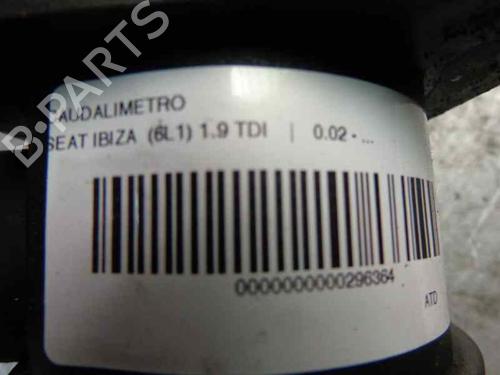 CAUDALIMETRO
SEAT IBIZA (6L1) 1.9 TDI | 0.02 - ...
0000000000296364
ATD
B-PARTS